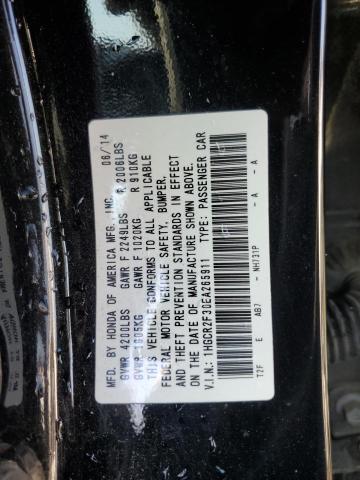 MFD. BY HONDA OF AMERICA MFG., INC. 06/14
GVWR 4200LBS GAWR F 2249LBS R 2006LBS
GVWR 1905KG GAWR F 1020KG R 910KG
THIS VEHICLE CONFORMS TO ALL APPLICABLE
FEDERAL MOTOR VEHICLE SAFETY, BUMPER,
AND THEFT PREVENTION STANDARDS IN EFFECT
ON THE DATE OF MANUFACTURE SHOWN ABOVE.
V.I.N.: 1HGCR2F30EA265911 TYPE: PASSENGER CAR
T2F E AB7 - NH731P - A - A